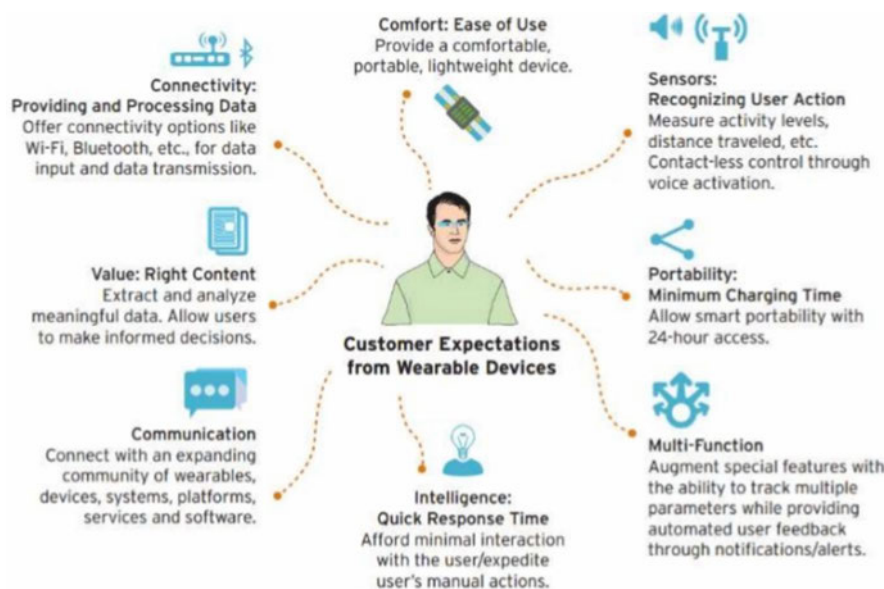 Comfort: Ease of Use
Provide a comfortable,
portable, lightweight device.
Connectivity:
Providing and Processing Data
Offer connectivity options like
Wi-Fi, Bluetooth, etc., for data
input and data transmission.
Sensors:
Recognizing User Action
Measure activity levels,
distance traveled, etc.
Contact-less control through
voice activation.
Value: Right Content
Extract and analyze
meaningful data. Allow users
to make informed decisions.
Portability:
Minimum Charging Time
Allow smart portability with
24-hour access.
Customer Expectations
from Wearable Devices
Communication
Connect with an expanding
community of wearables,
devices, systems, platforms,
services and software.
Intelligence:
Quick Response Time
Afford minimal interaction
with the user/expedite
user's manual actions.
Multi-Function
Augment special features with
the ability to track multiple
parameters while providing
automated user feedback
through notifications/alerts.